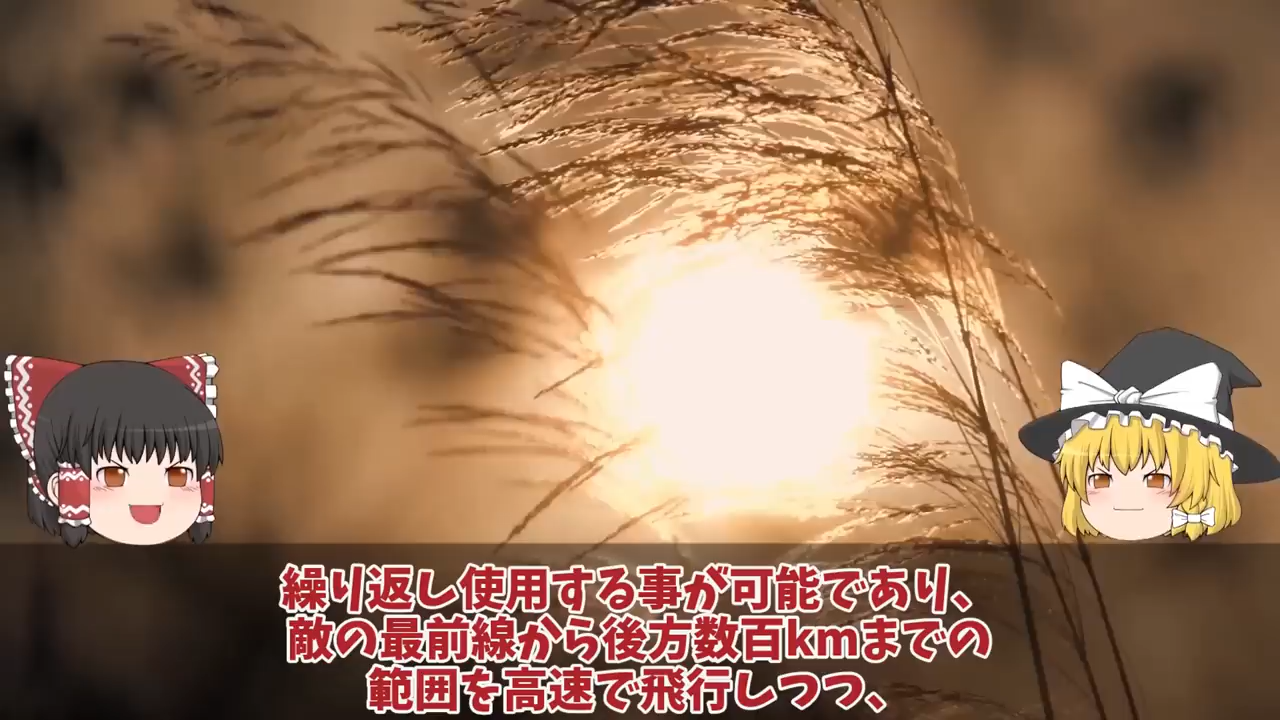 繰り返し使用する事が可能であり、
敵の最前線から後方数百kmまでの
範囲を高速で飛行しつつ、